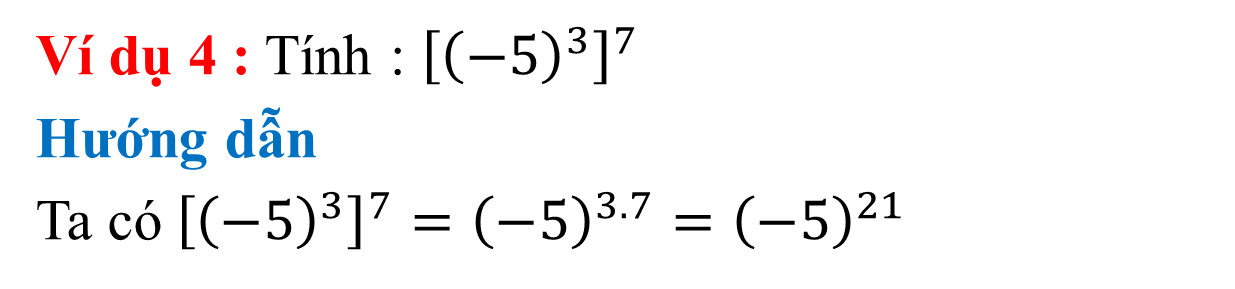 Ví dụ 4 : Tính : [(−5)³]⁷
Hướng dẫn
Ta có [(−5)³]⁷ = (−5)³·⁷ = (−5)²¹